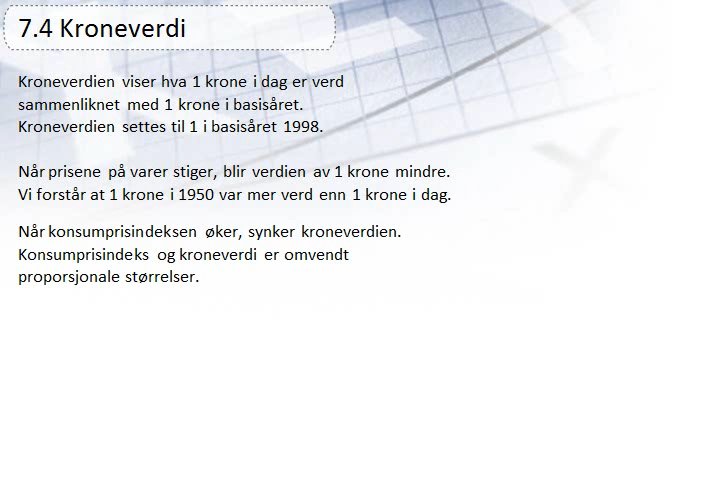 7.4 Kroneverdi
Kroneverdien viser hva 1 krone i dag er verd
sammenliknet med 1 krone i basisåret.
Kroneverdien settes til 1 i basisåret 1998.
Når prisene på varer stiger, blir verdien av 1 krone mindre.
Vi forstår at 1 krone i 1950 var mer verd enn 1 krone i dag.
Når konsumprisindeksen øker, synker kroneverdien.
Konsumprisindeks og kroneverdi er omvendt
proporsjonale størrelser.